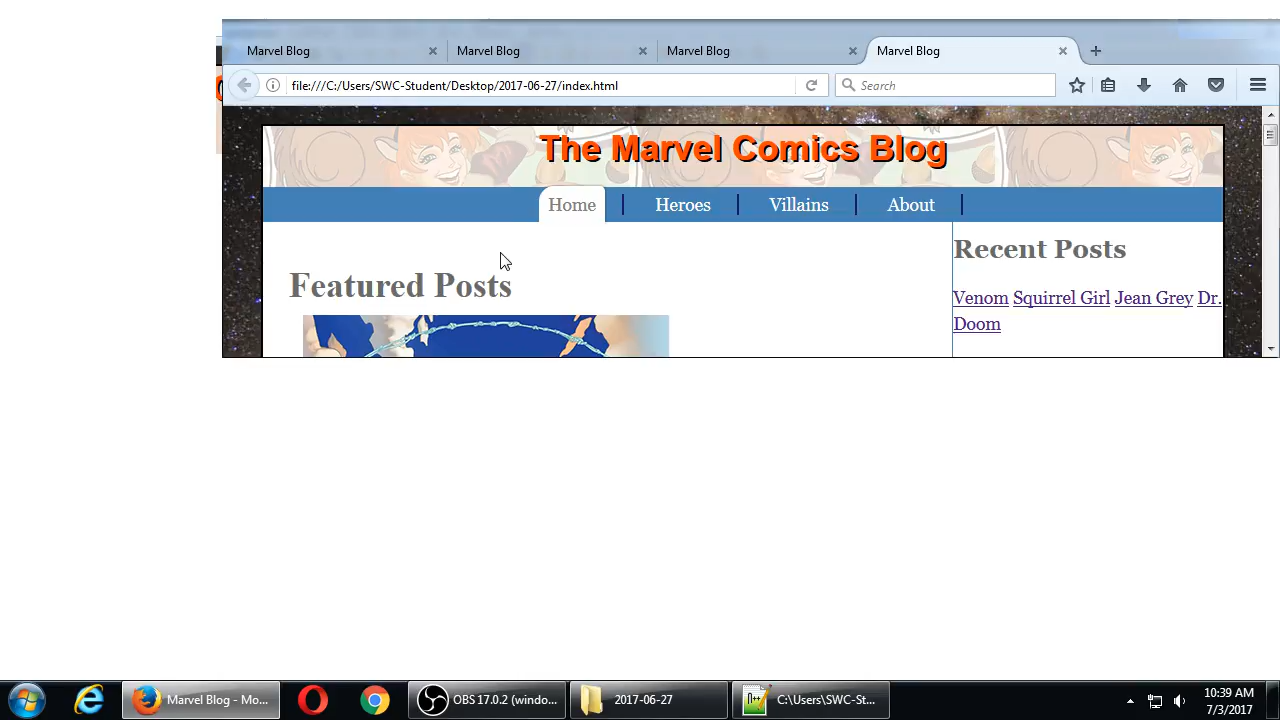 Marvel Blog
Marvel Blog
Marvel Blog
Marvel Blog
file:///C:/Users/SWC-Student/Desktop/2017-06-27/index.html
Search
The Marvel Comics Blog
Home
Heroes
Villains
About
Featured Posts
Recent Posts
Venom Squirrel Girl Jean Grey Dr.
Doom
Marvel Blog - Mo...
OBS 17.0.2 (windo...
2017-06-27
C:\Users\SWC-St...
10:39 AM
7/3/2017